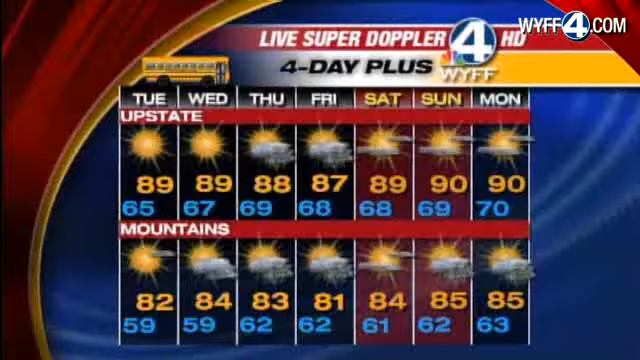 WYFF4.COM
LIVE SUPER DOPPLER 4 HD
4-DAY PLUS WYFF
TUE WED THU FRI SAT SUN MON
UPSTATE
89 89 88 87 89 90 90
65 67 69 68 68 69 70
MOUNTAINS
82 84 83 81 84 85 85
59 59 62 62 61 62 63